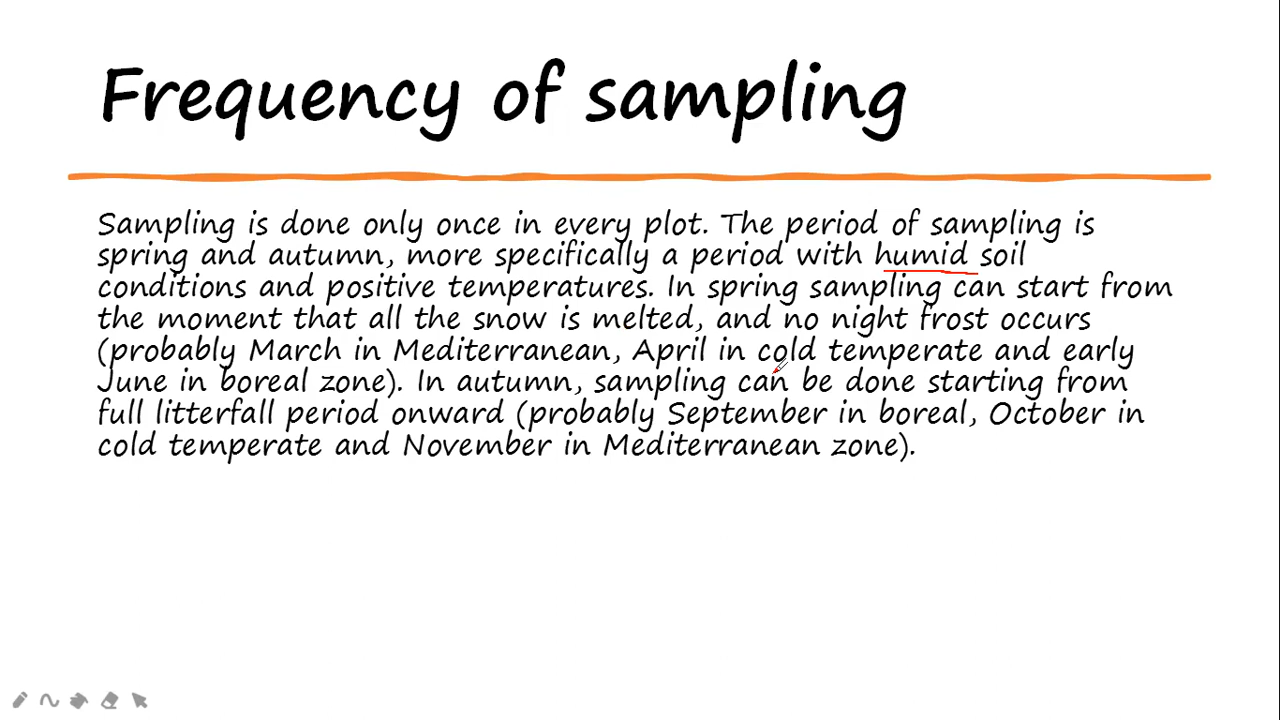 Frequency of sampling
Sampling is done only once in every plot. The period of sampling is
spring and autumn, more specifically a period with humid soil
conditions and positive temperatures. In spring sampling can start from
the moment that all the snow is melted, and no night frost occurs
(probably March in Mediterranean, April in cold temperate and early
June in boreal zone). In autumn, sampling can be done starting from
full litterfall period onward (probably September in boreal, October in
cold temperate and November in Mediterranean zone).